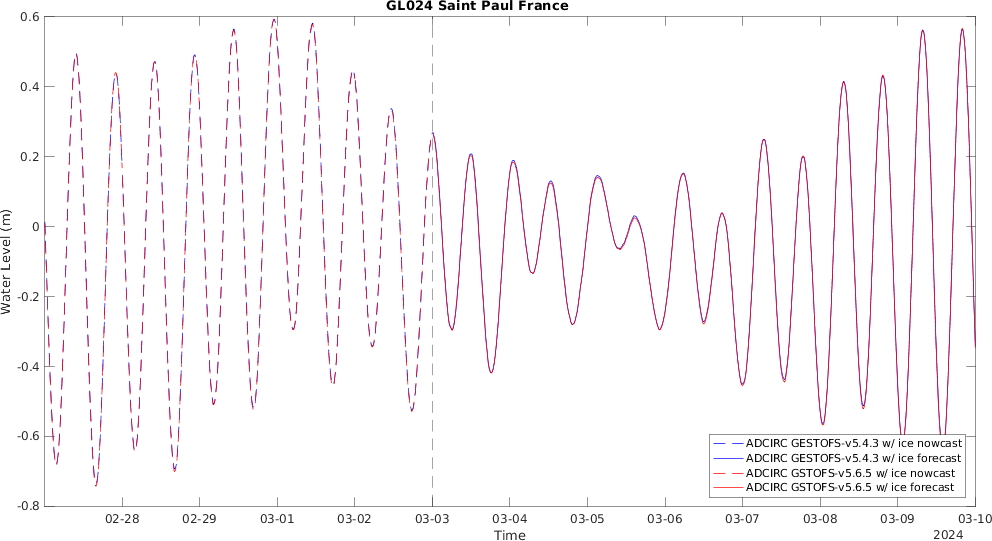 GL024 Saint Paul France
0.6
0.4
0.2
0
-0.2
-0.4
-0.6
-0.8
Water Level (m)
ADCIRC GESTOFS-v5.4.3 w/ ice nowcast
ADCIRC GESTOFS-v5.4.3 w/ ice forecast
ADCIRC GSTOFS-v5.6.5 w/ ice nowcast
ADCIRC GSTOFS-v5.6.5 w/ ice forecast
02-28 02-29 03-01 03-02 03-03 03-04 03-05 03-06 03-07 03-08 03-09 03-10
Time
2024